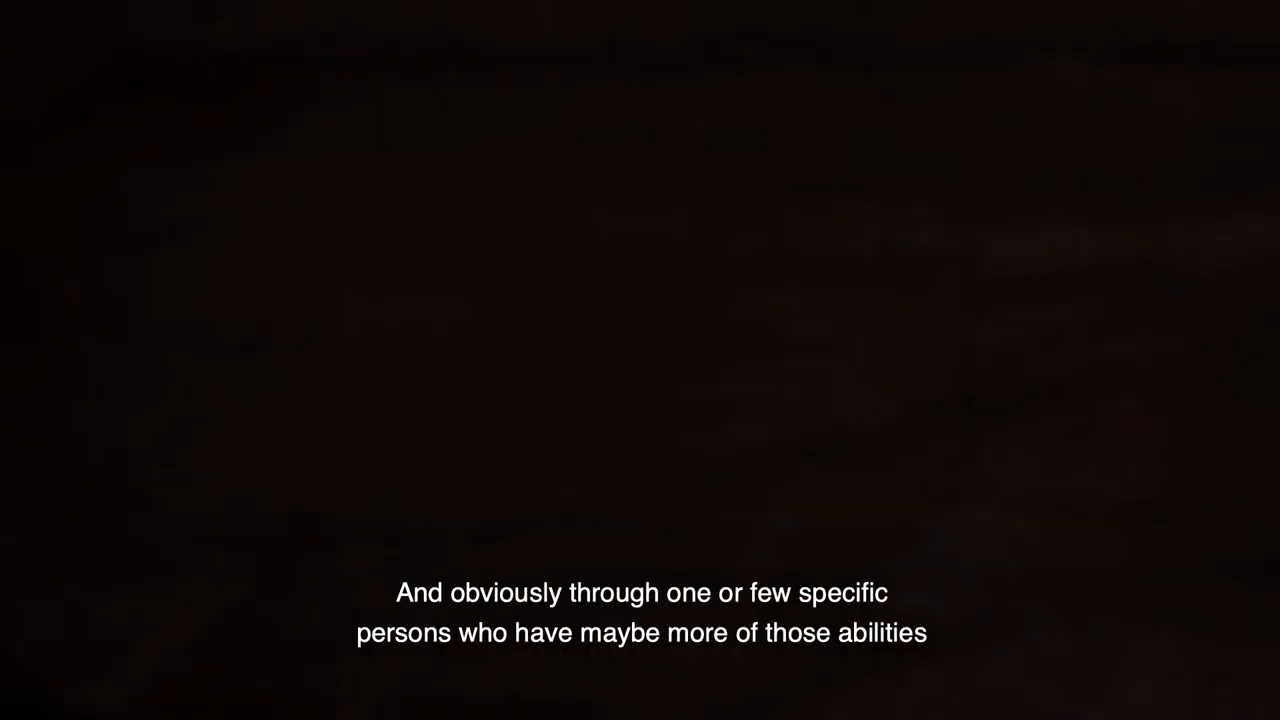 And obviously through one or few specific
persons who have maybe more of those abilities